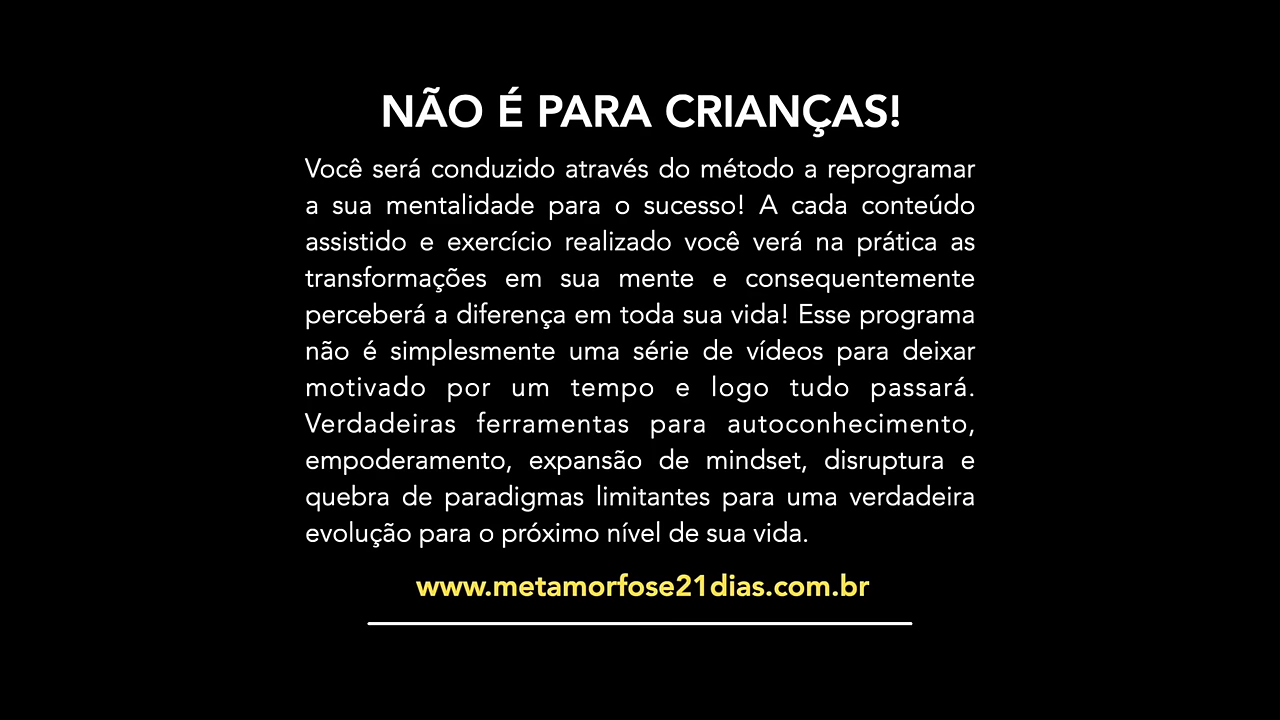 NÃO É PARA CRIANÇAS!
Você será conduzido através do método a reprogramar
a sua mentalidade para o sucesso! A cada conteúdo
assistido e exercício realizado você verá na prática as
transformações em sua mente e consequentemente
perceberá a diferença em toda sua vida! Esse programa
não é simplesmente uma série de vídeos para deixar
motivado por um tempo e logo tudo passará.
Verdadeiras ferramentas para autoconhecimento,
empoderamento, expansão de mindset, disruptura e
quebra de paradigmas limitantes para uma verdadeira
evolução para o próximo nível de sua vida.
www.metamorfose21dias.com.br